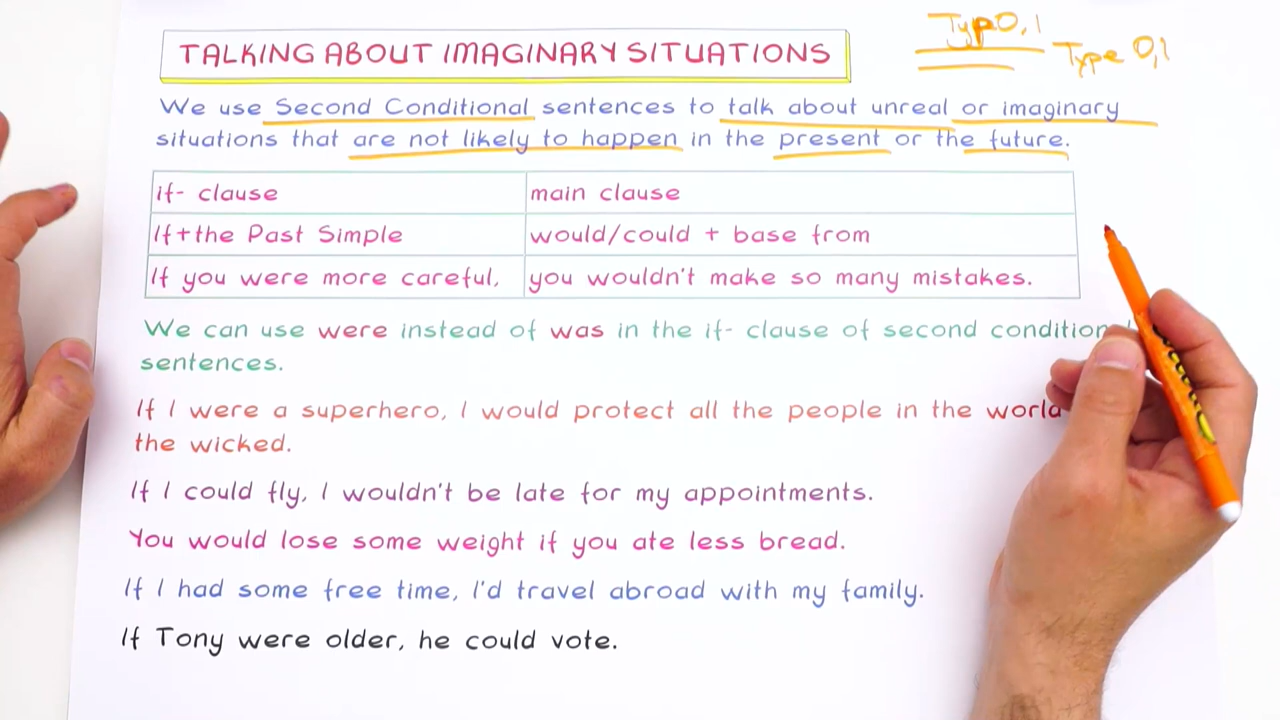 Typ0,1
Type 0,1
TALKING ABOUT IMAGINARY SITUATIONS
We use Second Conditional sentences to talk about unreal or imaginary
situations that are not likely to happen in the present or the future.
if- clause main clause
If+the Past Simple would/could + base from
If you were more careful, you wouldn't make so many mistakes.
We can use were instead of was in the if- clause of second condition
sentences.
If I were a superhero, I would protect all the people in the world
the wicked.
If I could fly, I wouldn't be late for my appointments.
You would lose some weight if you ate less bread.
If I had some free time, I'd travel abroad with my family.
If Tony were older, he could vote.